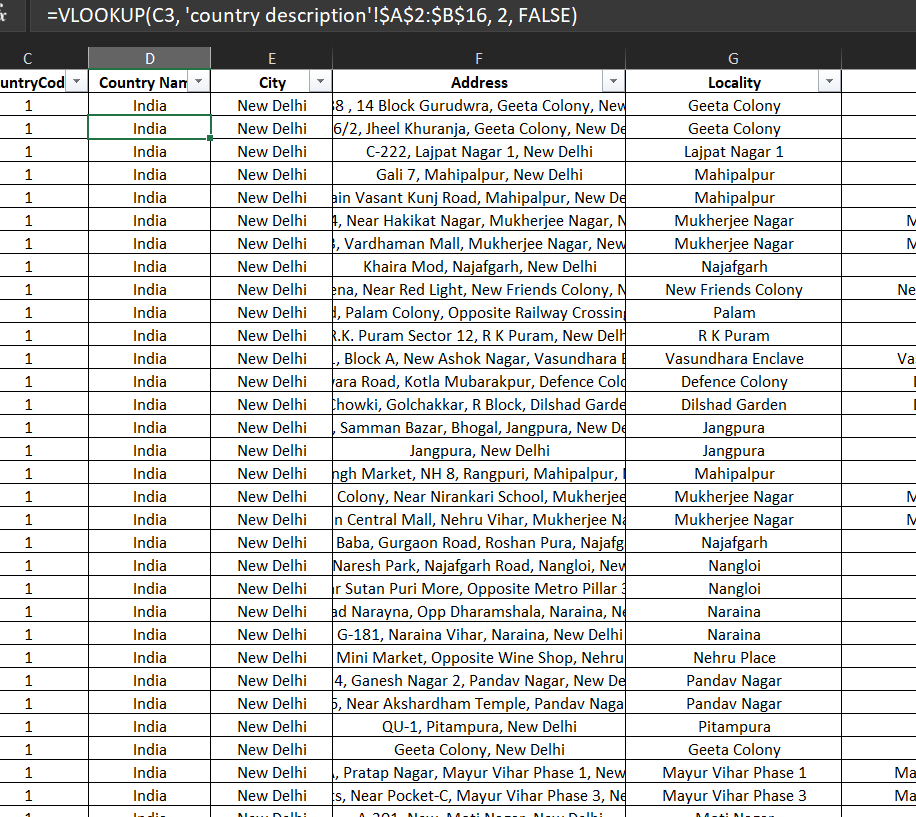 =VLOOKUP(C3, 'country description'!$A$2:$B$16, 2, FALSE)
C D E F G
untryCod Country Nam City Address Locality
1 India New Delhi 38 , 14 Block Gurudwra, Geeta Colony, New Geeta Colony
1 India New Delhi 6/2, Jheel Khuranja, Geeta Colony, New De Geeta Colony
1 India New Delhi C-222, Lajpat Nagar 1, New Delhi Lajpat Nagar 1
1 India New Delhi Gali 7, Mahipalpur, New Delhi Mahipalpur
1 India New Delhi ain Vasant Kunj Road, Mahipalpur, New De Mahipalpur
1 India New Delhi 4, Near Hakikat Nagar, Mukherjee Nagar, N Mukherjee Nagar M
1 India New Delhi 3, Vardhaman Mall, Mukherjee Nagar, New Mukherjee Nagar M
1 India New Delhi Khaira Mod, Najafgarh, New Delhi Najafgarh
1 India New Delhi ena, Near Red Light, New Friends Colony, N New Friends Colony Ne
1 India New Delhi d, Palam Colony, Opposite Railway Crossing Palam
1 India New Delhi R.K. Puram Sector 12, R K Puram, New Delh R K Puram
1 India New Delhi , Block A, New Ashok Nagar, Vasundhara E Vasundhara Enclave Vas
1 India New Delhi vara Road, Kotla Mubarakpur, Defence Colo Defence Colony
1 India New Delhi Chowki, Golchakkar, R Block, Dilshad Garde Dilshad Garden
1 India New Delhi , Samman Bazar, Bhogal, Jangpura, New De Jangpura
1 India New Delhi Jangpura, New Delhi Jangpura
1 India New Delhi ngh Market, NH 8, Rangpuri, Mahipalpur, Mahipalpur
1 India New Delhi Colony, Near Nirankari School, Mukherjee Mukherjee Nagar M
1 India New Delhi n Central Mall, Nehru Vihar, Mukherjee Na Mukherjee Nagar M
1 India New Delhi Baba, Gurgaon Road, Roshan Pura, Najafg Najafgarh
1 India New Delhi Naresh Park, Najafgarh Road, Nangloi, New Nangloi
1 India New Delhi ar Sutan Puri More, Opposite Metro Pillar 3 Nangloi
1 India New Delhi ad Narayna, Opp Dharamshala, Naraina, Ne Naraina
1 India New Delhi G-181, Naraina Vihar, Naraina, New Delhi Naraina
1 India New Delhi Mini Market, Opposite Wine Shop, Nehru Nehru Place
1 India New Delhi 4, Ganesh Nagar 2, Pandav Nagar, New De Pandav Nagar
1 India New Delhi 5, Near Akshardham Temple, Pandav Naga Pandav Nagar
1 India New Delhi QU-1, Pitampura, New Delhi Pitampura
1 India New Delhi Geeta Colony, New Delhi Geeta Colony
1 India New Delhi , Pratap Nagar, Mayur Vihar Phase 1, New Mayur Vihar Phase 1 Ma
1 India New Delhi ts, Near Pocket-C, Mayur Vihar Phase 3, Ne Mayur Vihar Phase 3 Ma